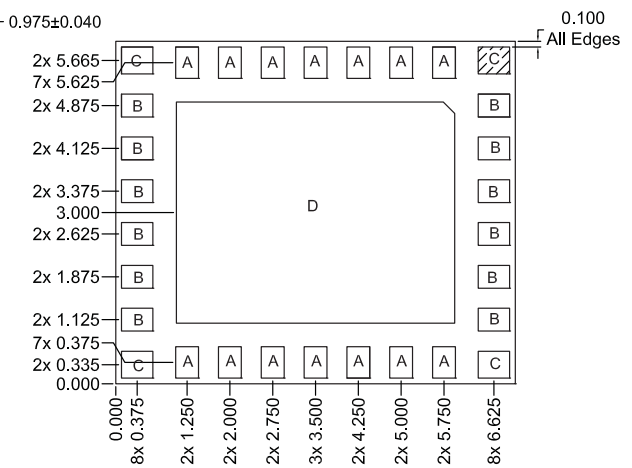 0.975±0.040
0.100
All Edges
2x 5.665
C A A A A A A A C
7x 5.625
2x 4.875
B B
2x 4.125
B B
2x 3.375
B B
3.000
D
2x 2.625
B B
2x 1.875
B B
2x 1.125
B B
7x 0.375
2x 0.335
C A A A A A A A C
0.000
0.000
8x 0.375
2x 1.250
2x 2.000
2x 2.750
3x 3.500
2x 4.250
2x 5.000
2x 5.750
8x 6.625